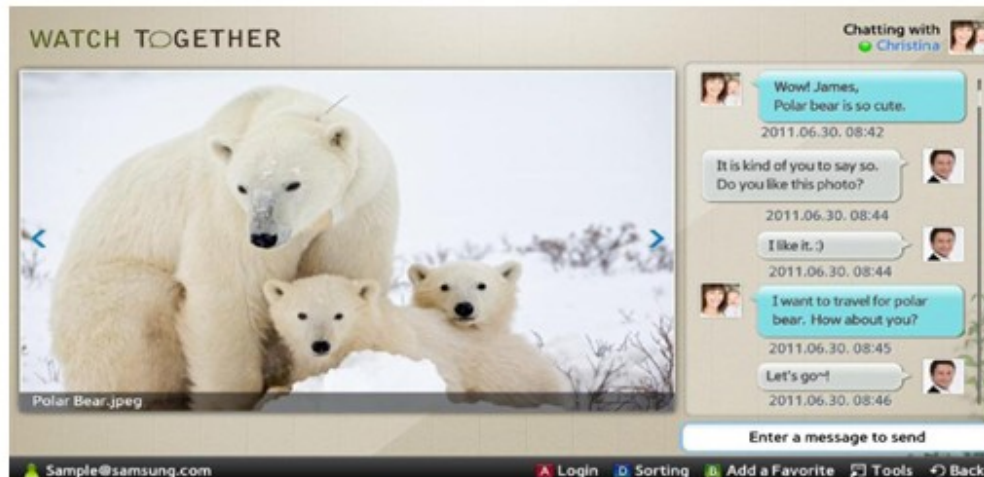 WATCH TOGETHER
Chatting with
Christina
Wow! James,
Polar bear is so cute.
2011.06.30. 08:42
It is kind of you to say so.
Do you like this photo?
2011.06.30. 08:44
I like it. :)
2011.06.30. 08:44
I want to travel for polar
bear. How about you?
2011.06.30. 08:45
Let's go~!
2011.06.30. 08:46
Polar Bear.jpeg
Enter a message to send
Sample@samsung.com
A Login D Sorting B Add a Favorite Tools Back